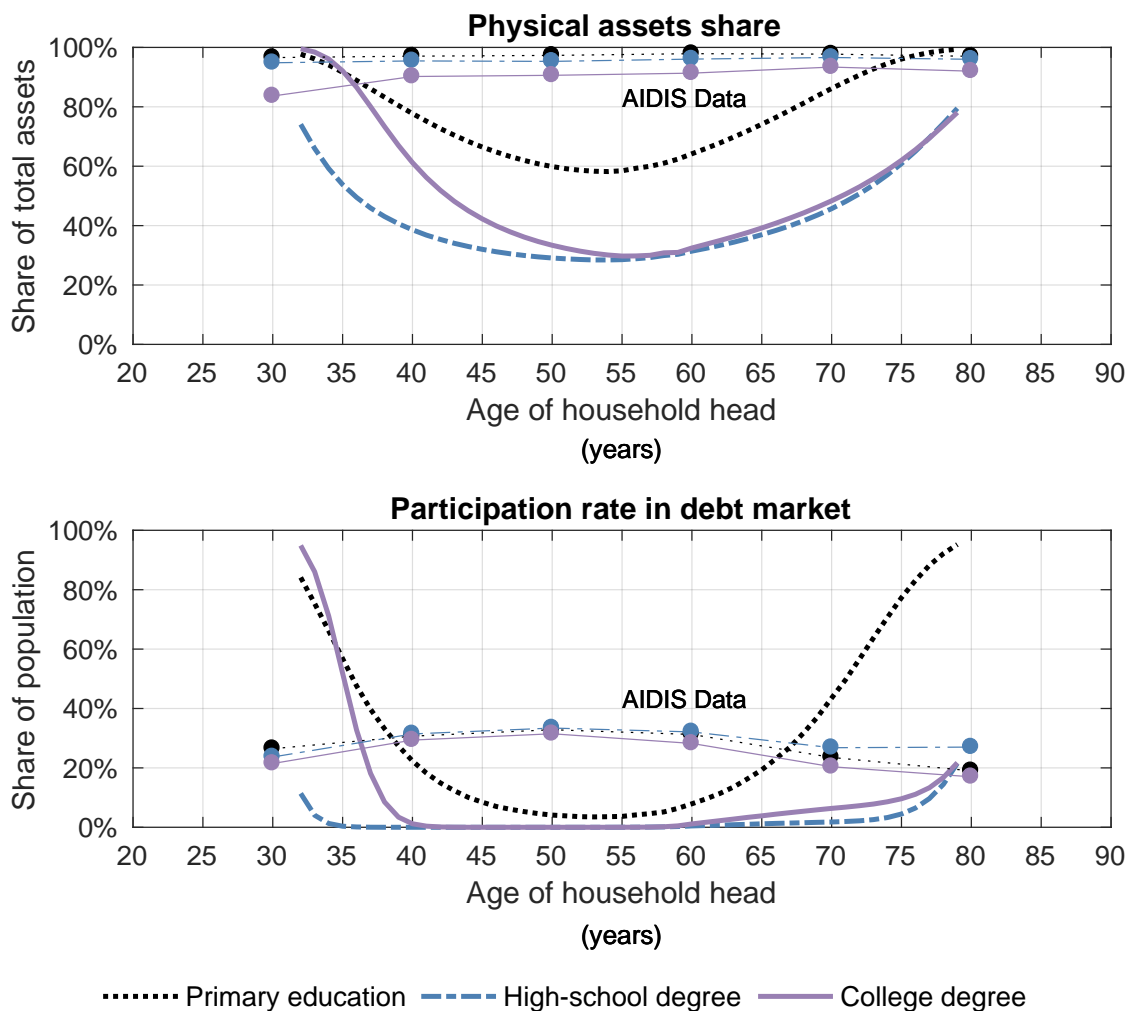 Physical assets share
100%
80%
60%
40%
20%
0%
Share of total assets
AIDIS Data
20 25 30 35 40 45 50 55 60 65 70 75 80 85 90
Age of household head
(years)
Participation rate in debt market
100%
80%
60%
40%
20%
0%
Share of population
AIDIS Data
20 25 30 35 40 45 50 55 60 65 70 75 80 85 90
Age of household head
(years)
Primary education High-school degree College degree